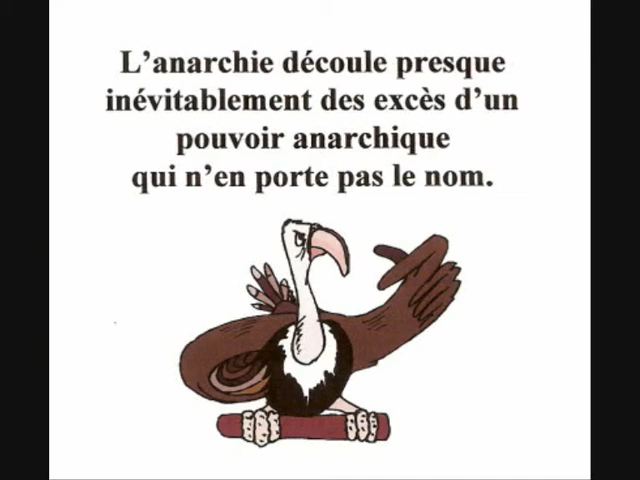 L’anarchie découle presque
inévitablement des excès d’un
pouvoir anarchique
qui n’en porte pas le nom.